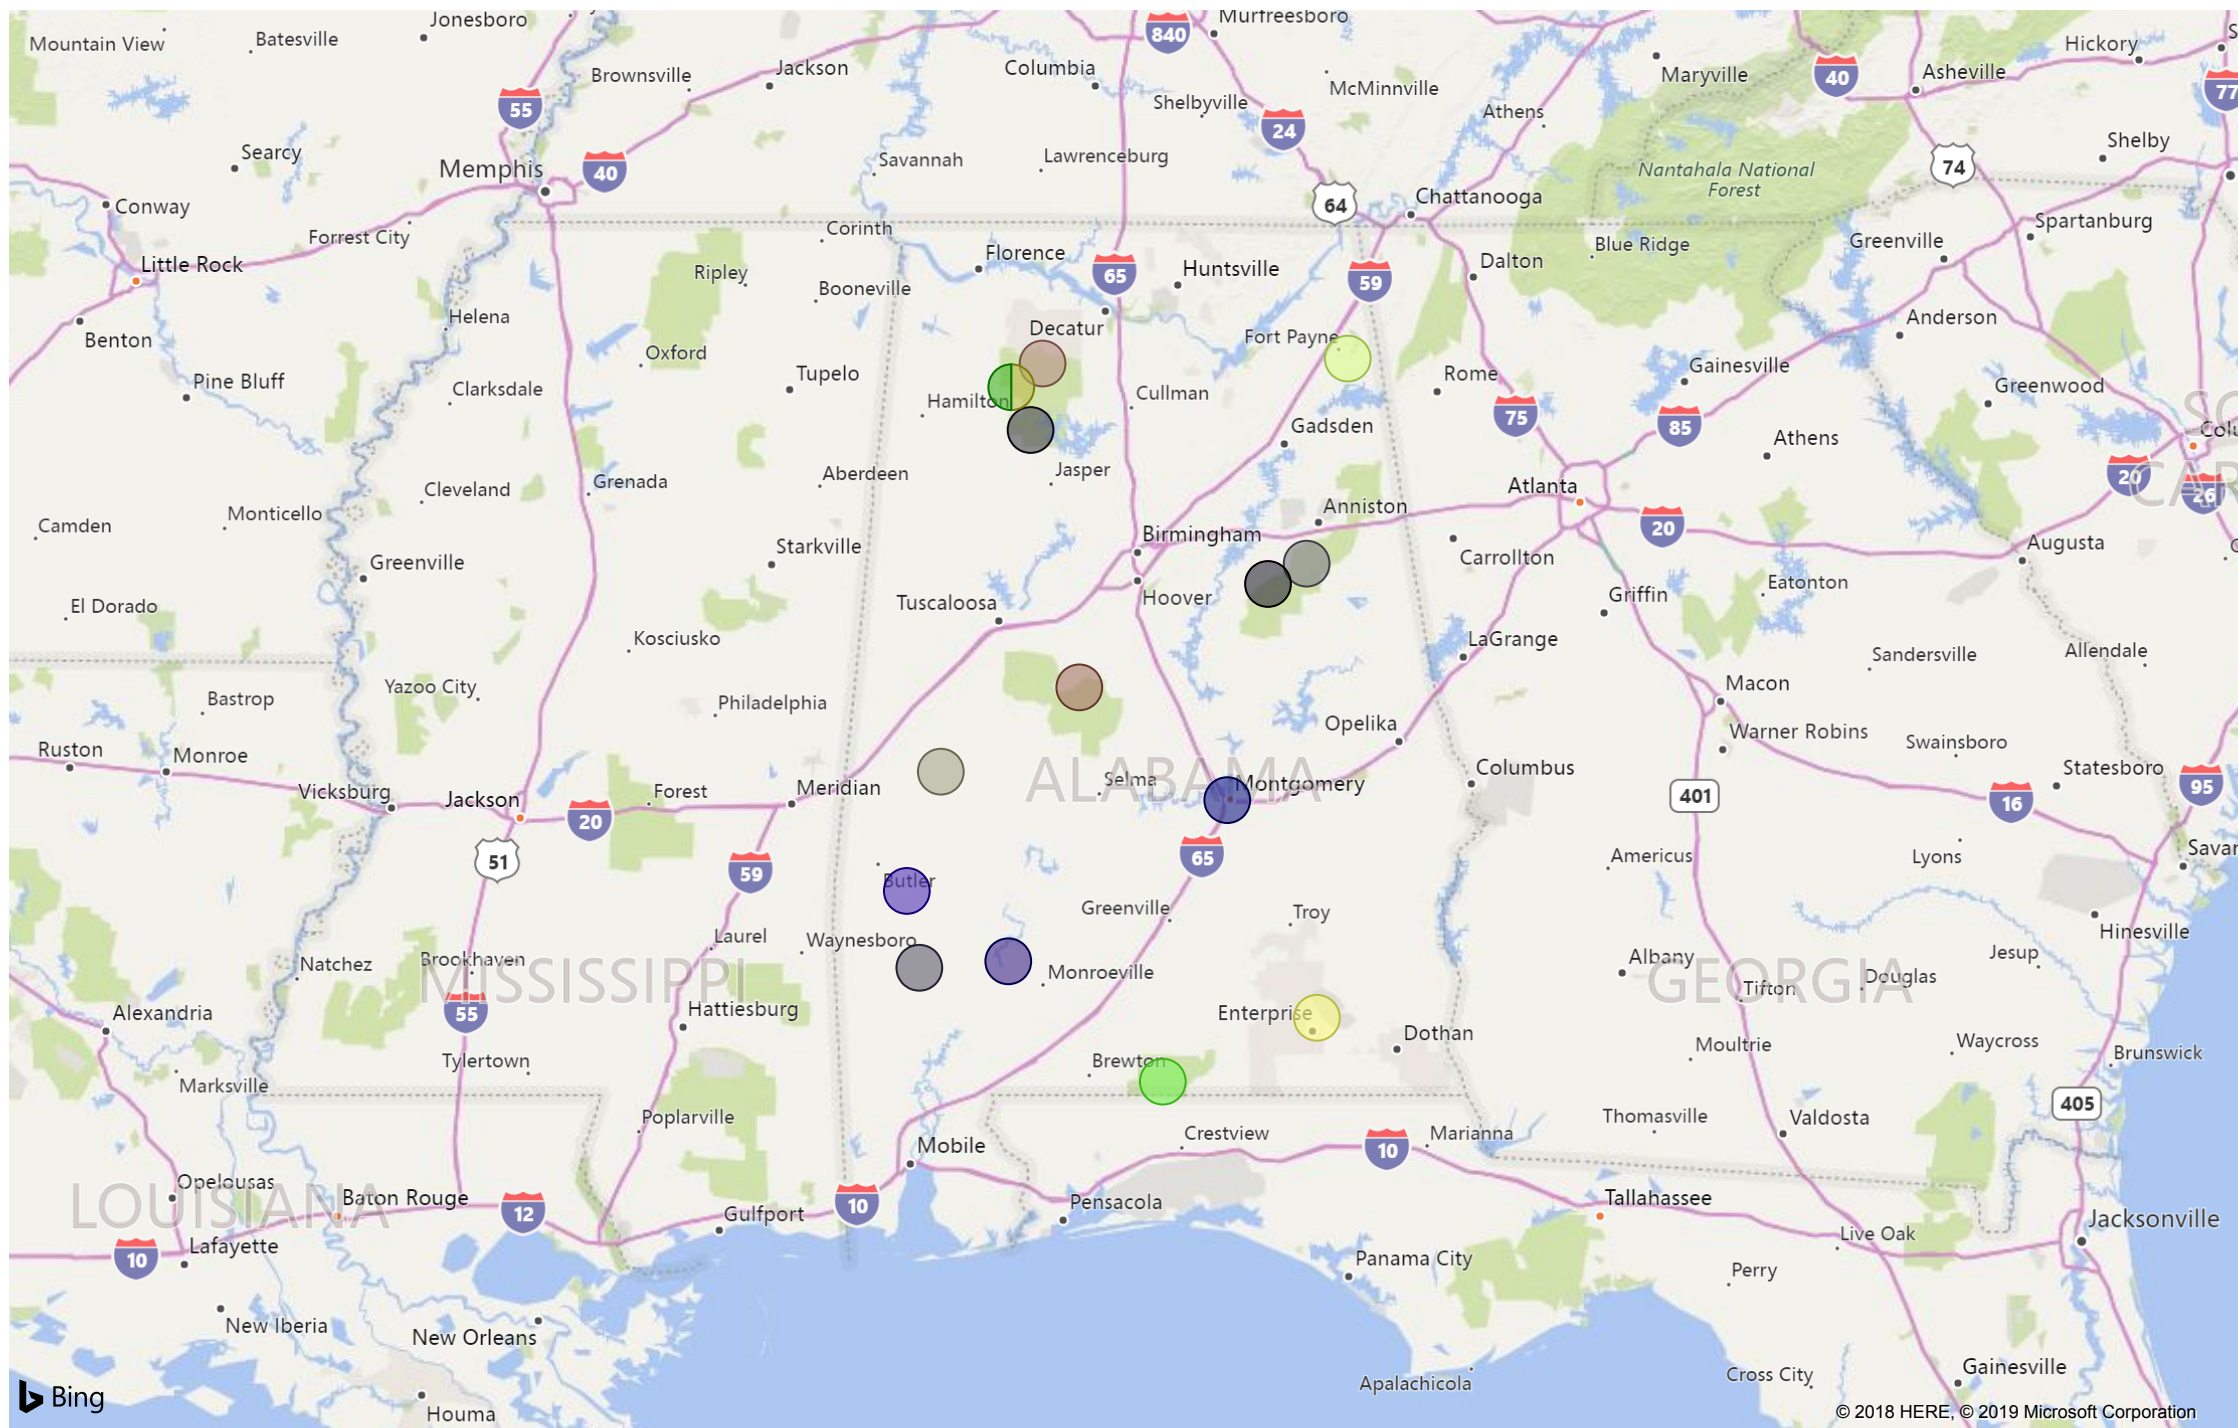 Jonesboro
Murfreesboro
Mountain View
Batesville
840
Hickory
Brownsville
Jackson
Columbia
Maryville
40
Asheville
77
55
Shelbyville
McMinnville
Athens
24
Searcy
Savannah
Lawrenceburg
Shelby
Memphis
40
Nantahala National
Forest
74
Conway
64
Chattanooga
Forrest City
Corinth
Spartanburg
Little Rock
Ripley
Florence
65
Huntsville
59
Dalton
Blue Ridge
Greenville
Booneville
Helena
Benton
Decatur
Fort Payne
Anderson
Oxford
Gainesville
Pine Bluff
Clarksdale
Tupelo
Hamilton
Cullman
Rome
Greenwood
75
85
Gadsden
Athens
Aberdeen
Jasper
Cleveland
Grenada
Atlanta
20
26
Camden
Monticello
Anniston
20
Birmingham
Starkville
Greenville
Carrollton
Augusta
El Dorado
Tuscaloosa
Hoover
Griffin
Eatonton
Kosciusko
LaGrange
Sandersville
Allendale
Bastrop
Yazoo City
Philadelphia
Macon
Opelika
Warner Robins
Ruston
Monroe
Swainsboro
Vicksburg
Jackson
Forest
Meridian
ALABAMA
Selma
Montgomery
Columbus
Statesboro
401
16
95
20
51
59
65
Americus
Lyons
Butler
Greenville
Troy
Hinesville
Laurel
Waynesboro
Natchez
Brookhaven
MISSISSIPPI
Monroeville
Albany
GEORGIA
Douglas
Jesup
Tifton
Alexandria
55
Hattiesburg
Enterprise
Dothan
Moultrie
Waycross
Brunswick
Tylertown
Brewton
Marksville
Poplarville
Thomasville
Valdosta
405
Mobile
Crestview
10
Marianna
Opelousas
LOUISIANA
Baton Rouge
12
Gulfport
10
Pensacola
Tallahassee
Jacksonville
10
Lafayette
Live Oak
Panama City
Perry
New Iberia
New Orleans
Apalachicola
Cross City
Gainesville
Bing
Houma
© 2018 HERE, © 2019 Microsoft Corporation